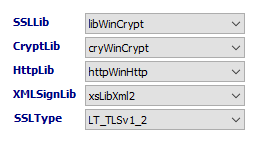 SSLLib libWinCrypt
CryptLib cryWinCrypt
HttpLib httpWinHttp
XMLSignLib xsLibXml2
SSLType LT_TLSv1_2